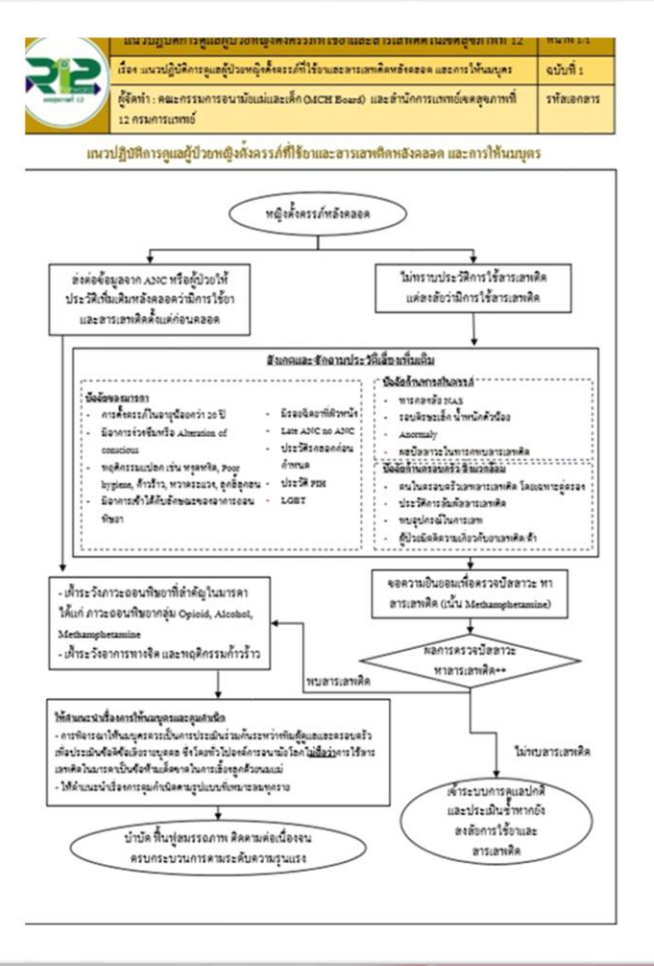 แนวปฏิบัติการดูแลผู้ป่วยหญิงตั้งครรภ์ที่ใช้ยาและสารเสพติดในเขตสุขภาพที่ 12
หน้าที่ 1/1
เรื่อง :แนวปฏิบัติการดูแลผู้ป่วยหญิงตั้งครรภ์ที่ใช้ยาและสารเสพติดหลังคลอด และการให้นมบุตร
ฉบับที่ 1
ผู้จัดทำ : คณะกรรมการอนามัยแม่และเด็ก (MCH Board) และสำนักการแพทย์เขตสุขภาพที่
12 กรมการแพทย์
รหัสเอกสาร
แนวปฏิบัติการดูแลผู้ป่วยหญิงตั้งครรภ์ที่ใช้ยาและสารเสพติดหลังคลอด และการให้นมบุตร
หญิงตั้งครรภ์หลังคลอด
ส่งต่อข้อมูลจาก ANC หรือผู้ป่วยให้
ประวัติเพิ่มเติมหลังคลอดว่ามีการใช้ยา
และสารเสพติดตั้งแต่ก่อนคลอด
ไม่ทราบประวัติการใช้สารเสพติด
แต่สงสัยว่ามีการใช้สารเสพติด
สังเกตและซักถามประวัติเสี่ยงเพิ่มเติม
ปัจจัยของมารดา
- การตั้งครรภ์ในอายุน้อยกว่า 20 ปี
- มีอาการง่วงซึมหรือ Alteration of
conscious
- พฤติกรรมแปลก เช่น หงุดหงิด, Poor
hygiene, ก้าวร้าว, หวาดระแวง, ลุกลี้ลุกลน
- มีอาการเข้าได้กับลักษณะของอาการถอน
พิษยา
- มีรอยฉีดยาที่ผิวหนัง
- Late ANC no ANC
- ประวัติคลอดก่อน
กำหนด
- ประวัติ PIH
- LGBT
ปัจจัยด้านทารกในครรภ์
- ทารกสงสัย NAS
- รอบศีรษะเล็ก น้ำหนักตัวน้อย
- Anormaly
- ผลปัสสาวะในทารกพบสารเสพติด
ปัจจัยด้านครอบครัว สิ่งแวดล้อม
- คนในครอบครัวเสพสารเสพติด โดยเฉพาะคู่ครอง
- ประวัติการสัมผัสสารเสพติด
- พบอุปกรณ์ในการเสพ
- ผู้ป่วยมีคดีความเกี่ยวกับยาเสพติด/ค้า
- เฝ้าระวังภาวะถอนพิษยาที่สำคัญในมารดา
ได้แก่ ภาวะถอนพิษยากลุ่ม Opioid, Alcohol,
Methamphetamine
- เฝ้าระวังอาการทางจิต และพฤติกรรมก้าวร้าว
ขอความยินยอมเพื่อตรวจปัสสาวะ หา
สารเสพติด (เน้น Methamphetamine)
ผลการตรวจปัสสาวะ
หาสารเสพติด**
พบสารเสพติด
ไม่พบสารเสพติด
ให้คำแนะนำเรื่องการให้นมบุตรและคุมกำเนิด
- การพิจารณาให้นมบุตรควรเป็นการประเมินร่วมกันระหว่างทีมผู้ดูแลและครอบครัว
เพื่อประเมินข้อดีข้อเสียรายบุคคล ซึ่งโดยทั่วไปองค์การอนามัยโลกไม่ถือว่าการใช้สาร
เสพติดในมารดาเป็นข้อห้ามเด็ดขาดในการเลี้ยงลูกด้วยนมแม่
- ให้คำแนะนำเรื่องการคุมกำเนิดตามรูปแบบที่เหมาะสมทุกราย
เข้าระบบการดูแลปกติ
และประเมินซ้ำหากยัง
สงสัยการใช้ยาและ
สารเสพติด
บำบัด ฟื้นฟูสมรรถภาพ ติดตามต่อเนื่องจน
ครบกระบวนการตามระดับความรุนแรง